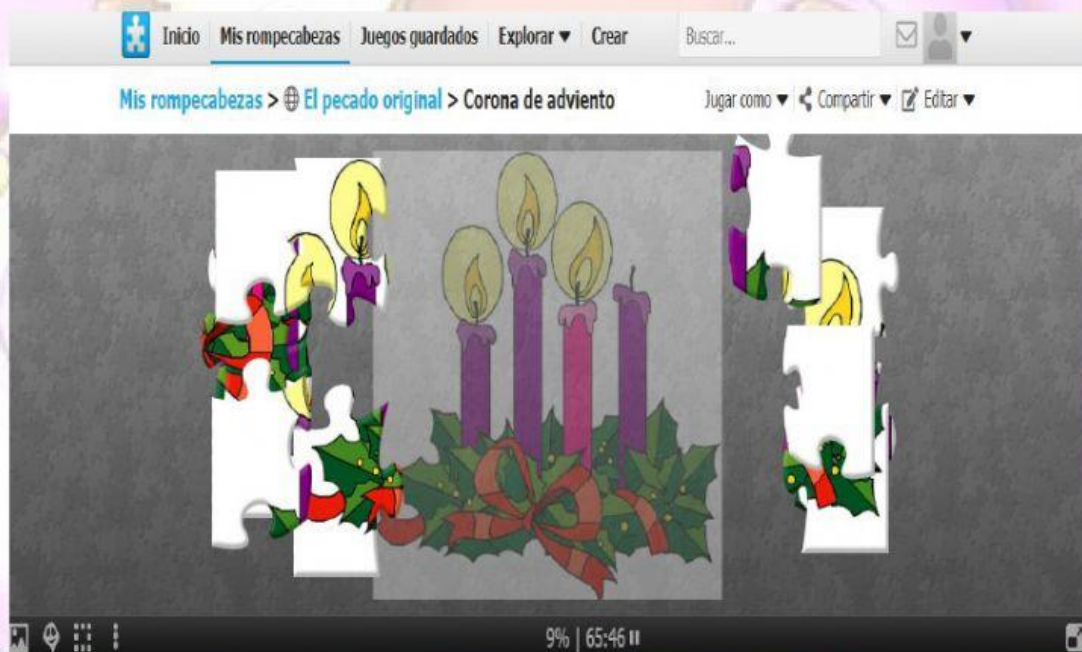 Inicio Mis rompecabezas Juegos guardados Explorar ▼ Crear Buscar... ▼
Mis rompecabezas > El pecado original > Corona de adviento Jugar como ▼ Compartir ▼ Editar ▼
9% | 65:46